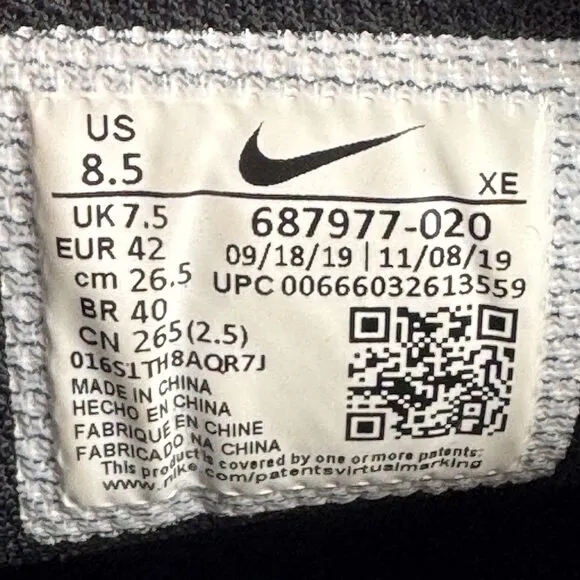 US
8.5
XE
UK 7.5
EUR 42
cm 26.5
BR 40
CN 265 (2.5)
687977-020
09/18/19 | 11/08/19
UPC 00666032613559
016S1TH8AQR7J
MADE IN CHINA
HECHO EN CHINA
FABRIQUE EN CHINE
FABRICADO NA CHINA
This product is covered by one or more patents:
www.nike.com/patentsvirtualmarking